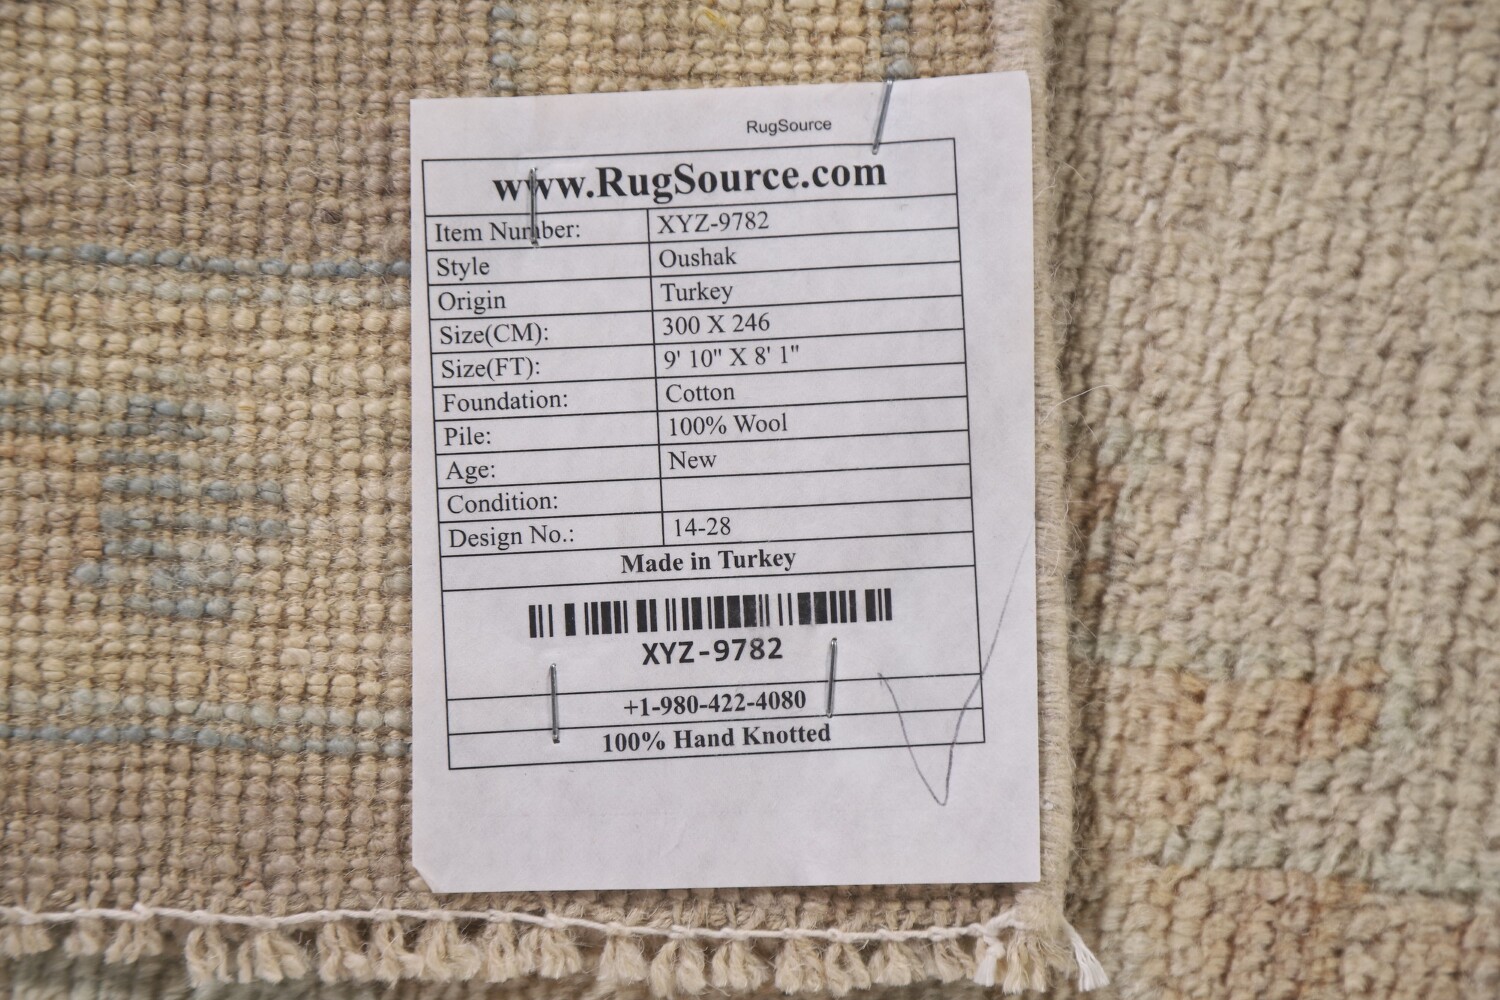 RugSource
www.RugSource.com
Item Number: XYZ-9782
Style Oushak
Origin Turkey
Size(CM): 300 X 246
Size(FT): 9' 10" X 8' 1"
Foundation: Cotton
Pile: 100% Wool
Age: New
Condition:
Design No.: 14-28
Made in Turkey
XYZ-9782
+1-980-422-4080
100% Hand Knotted